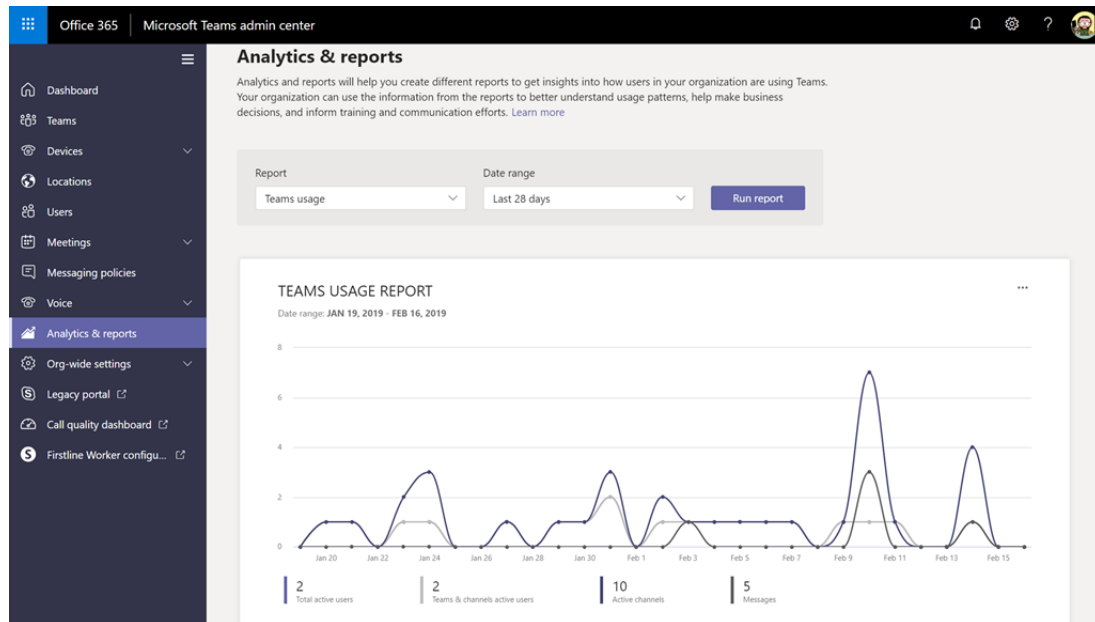 Office 365 Microsoft Teams admin center
Dashboard
Teams
Devices
Locations
Users
Meetings
Messaging policies
Voice
Analytics & reports
Org-wide settings
Legacy portal
Call quality dashboard
Firstline Worker configu...
Analytics & reports
Analytics and reports will help you create different reports to get insights into how users in your organization are using Teams.
Your organization can use the information from the reports to better understand usage patterns, help make business
decisions, and inform training and communication efforts. Learn more
Report Date range
Teams usage Last 28 days Run report
TEAMS USAGE REPORT
Date range: JAN 19, 2019 - FEB 16, 2019
8
6
4
2
0
Jan 20 Jan 22 Jan 24 Jan 26 Jan 28 Jan 30 Feb 1 Feb 3 Feb 5 Feb 7 Feb 9 Feb 11 Feb 13 Feb 15
2 2 10 5
Total active users Teams & channels active users Active channels Messages